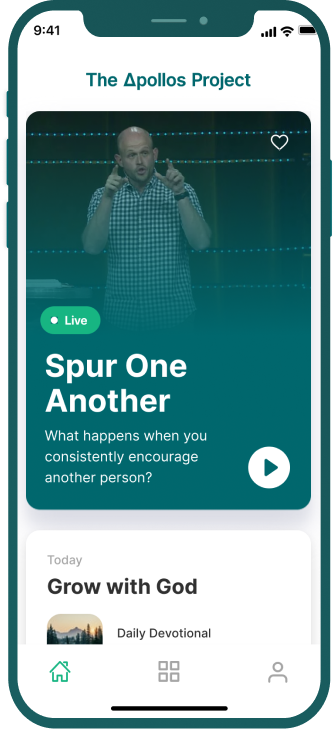 9:41
The Δpollos Project
Live
Spur One
Another
What happens when you
consistently encourage
another person?
Today
Grow with God
Daily Devotional